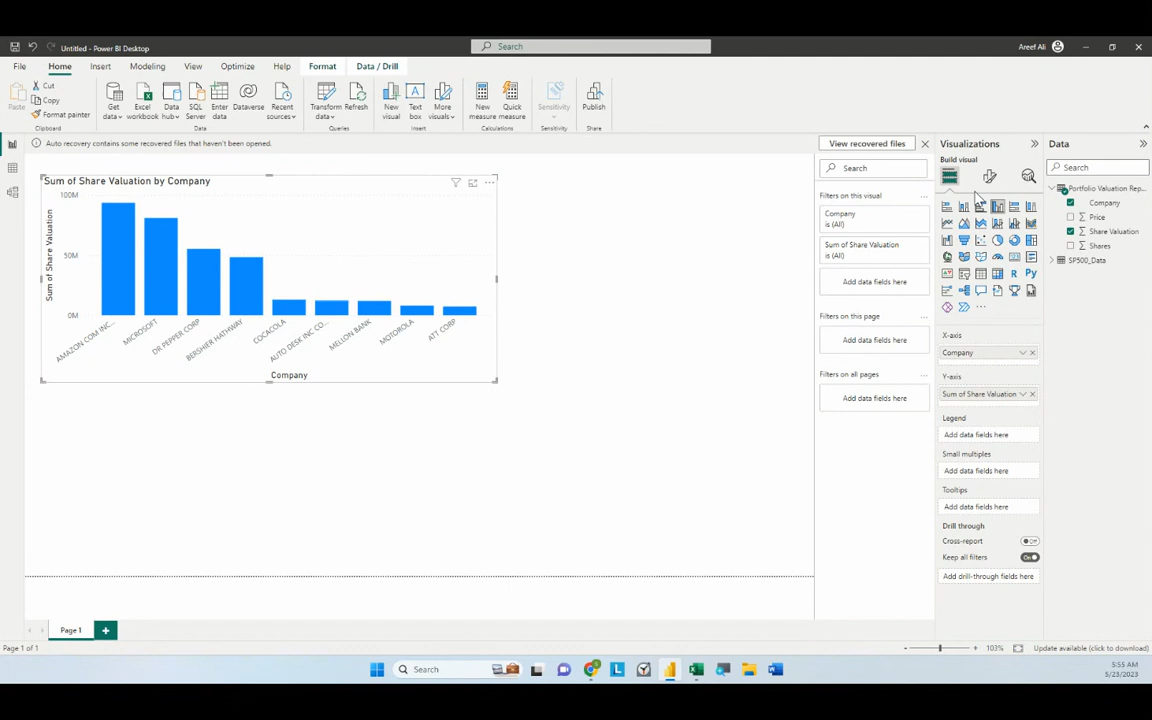 Untitled - Power BI Desktop
Search
Areef Ali
File Home Insert Modeling View Optimize Help Format Data / Drill
Paste
Cut
Copy
Format painter
Get data
Excel workbook
Data hub
SQL Server
Enter data
Dataverse
Recent sources
Transform data
Refresh
New visual
Text box
More visuals
New measure
Quick measure
Sensitivity
Publish
Clipboard Data Queries Insert Calculations Sensitivity Share
Auto recovery contains some recovered files that haven't been opened.
View recovered files
Sum of Share Valuation by Company
Sum of Share Valuation
100M
50M
0M
AMAZON COM INC...
MICROSOFT
DR PEPPER CORP
BERSHIER HATHWAY
COCACOLA
AUTO DESK INC CO...
MELLON BANK
MOTOROLA
ATT CORP
Company
Search
Filters on this visual ...
Company
is (All)
Sum of Share Valuation
is (All)
Add data fields here
Filters on this page ...
Add data fields here
Filters on all pages ...
Add data fields here
Visualizations
Build visual
R Py
X-axis
Company
Y-axis
Sum of Share Valuation
Legend
Add data fields here
Small multiples
Add data fields here
Tooltips
Add data fields here
Drill through
Cross-report Off
Keep all filters On
Add drill-through fields here
Data
Search
Portfolio Valuation Rep...
Company
Price
Share Valuation
Shares
SP500_Data
Page 1
Page 1 of 1
103%
Update available (click to download)
Search
5:55 AM
5/23/2023